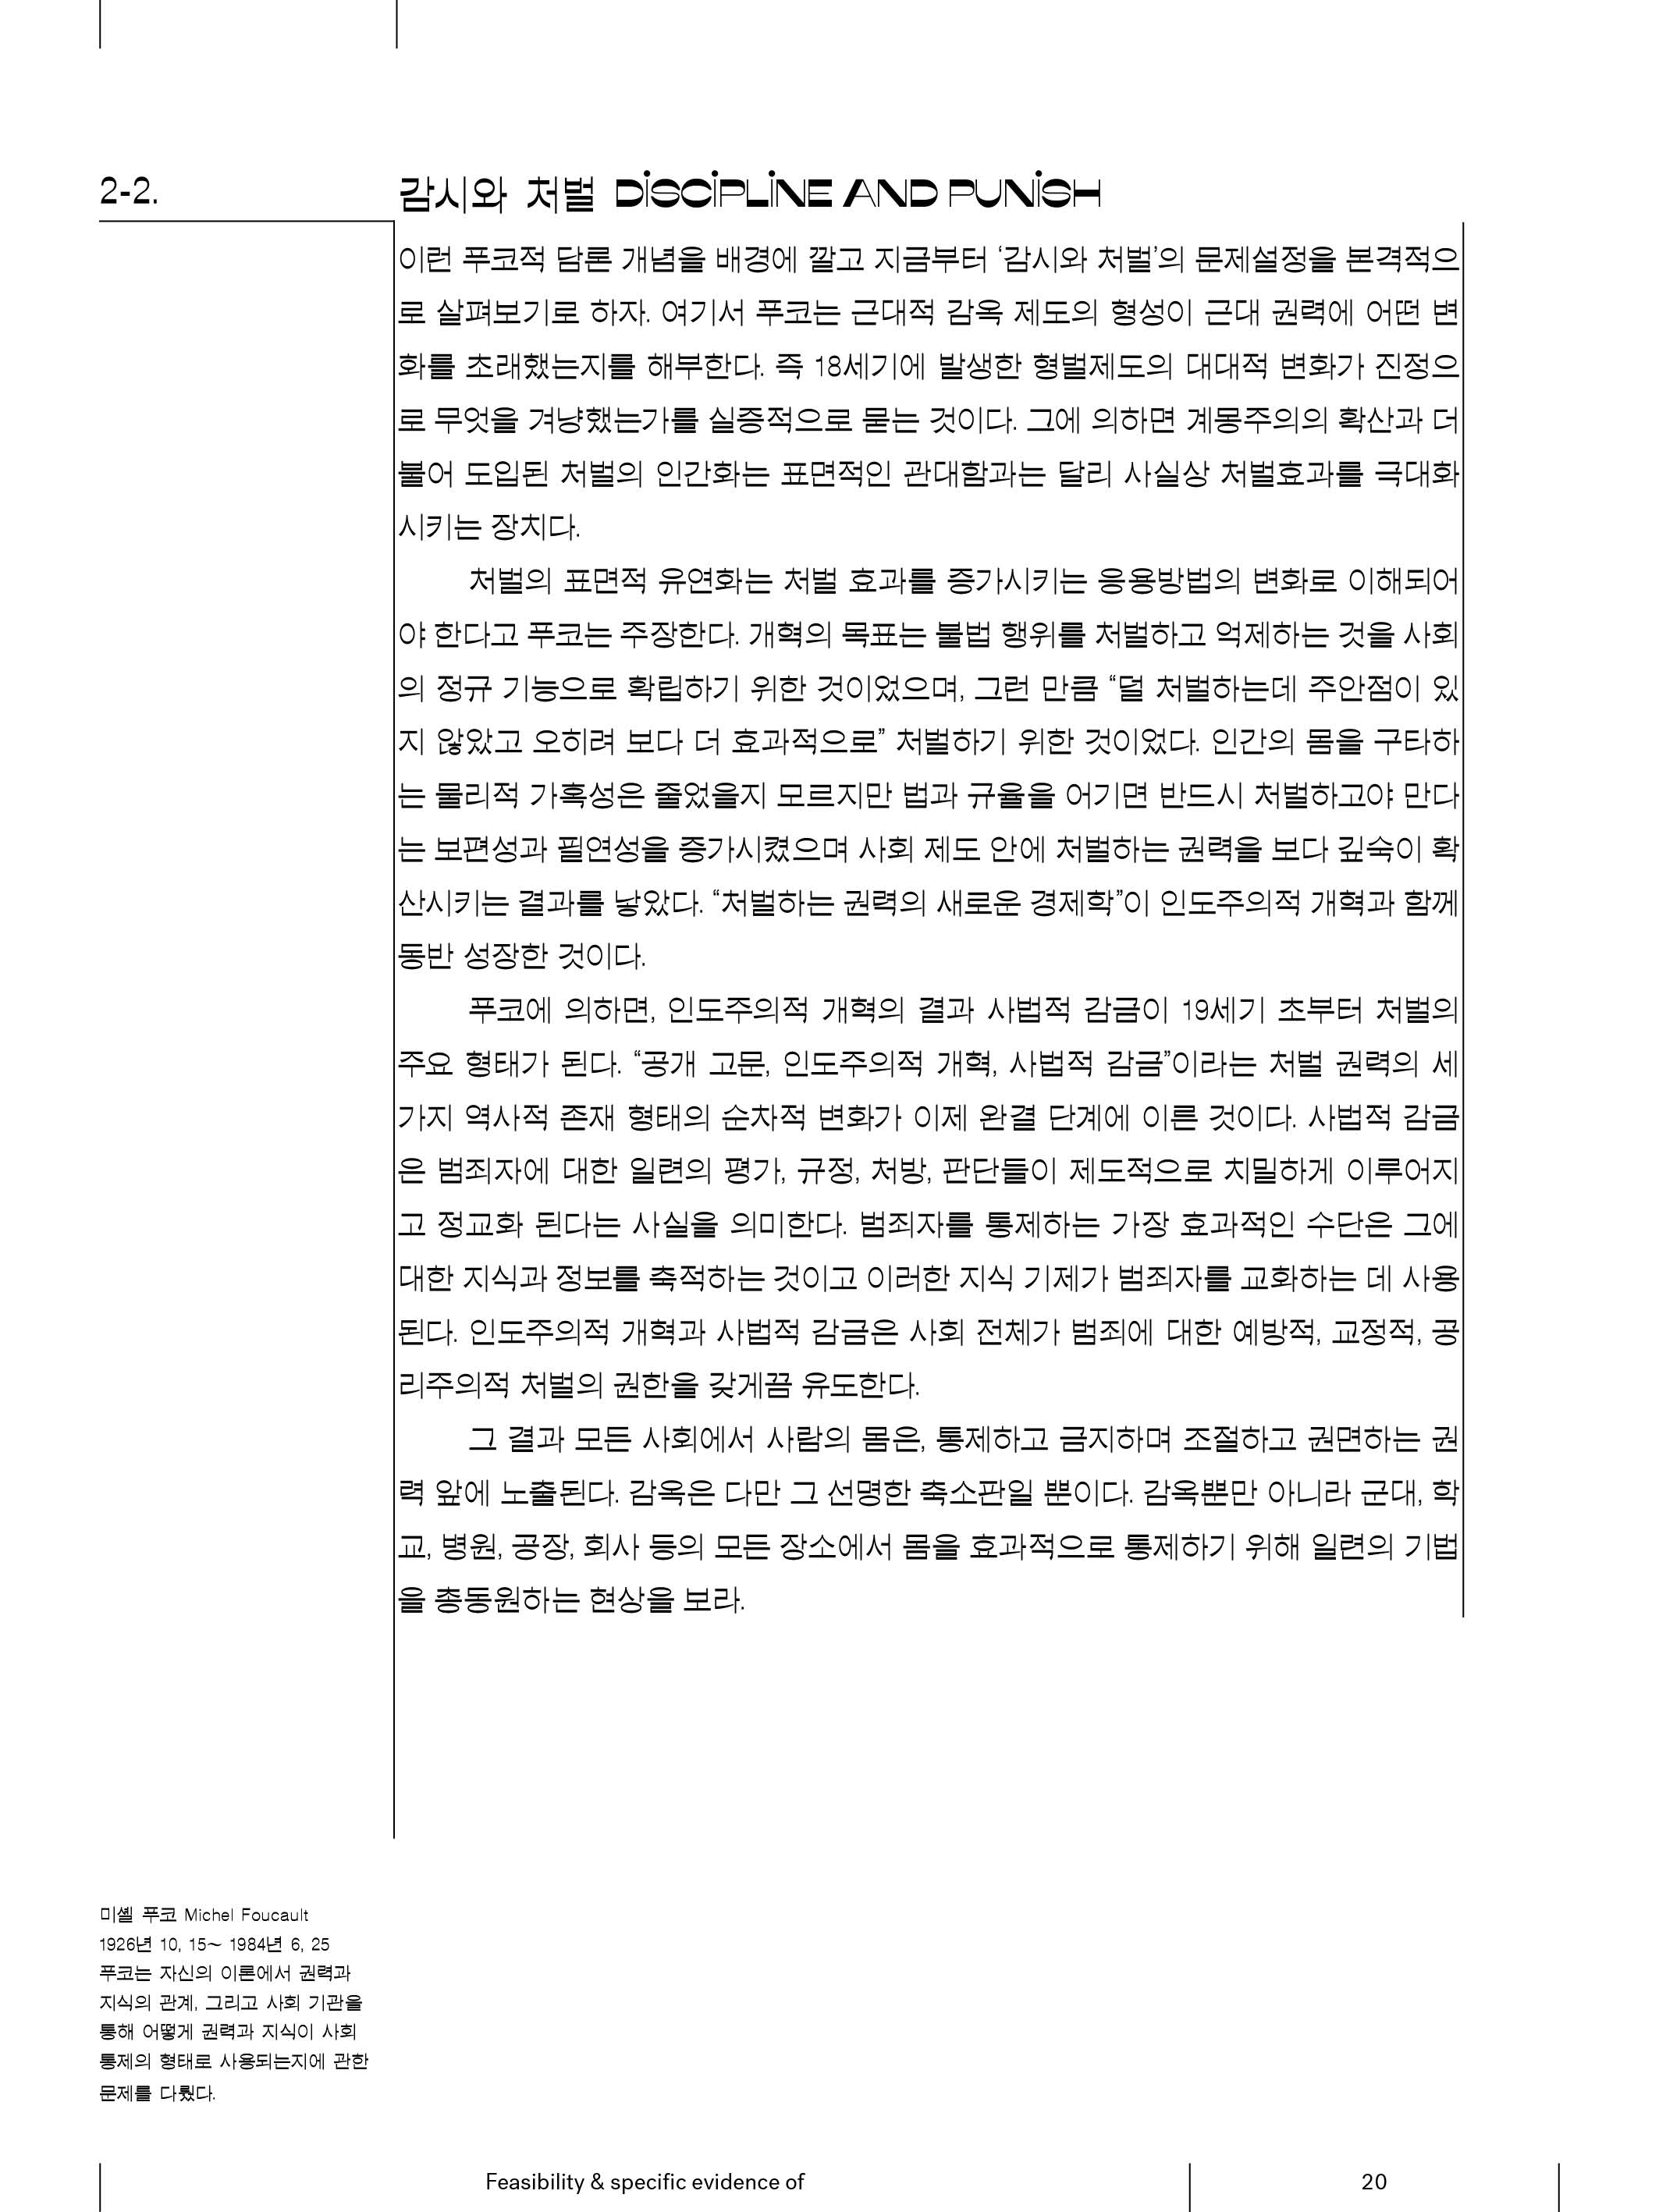 2-2.
감시와 처벌 DISCIPLINE AND PUNISH
이런 푸코적 담론 개념을 배경에 깔고 지금부터 ‘감시와 처벌’의 문제설정을 본격적으
로 살펴보기로 하자. 여기서 푸코는 근대적 감옥 제도의 형성이 근대 권력에 어떤 변
화를 초래했는지를 해부한다. 즉 18세기에 발생한 형벌제도의 대대적 변화가 진정으
로 무엇을 겨냥했는가를 실증적으로 묻는 것이다. 그에 의하면 계몽주의의 확산과 더
불어 도입된 처벌의 인간화는 표면적인 관대함과는 달리 사실상 처벌효과를 극대화
시키는 장치다.
처벌의 표면적 유연화는 처벌 효과를 증가시키는 응용방법의 변화로 이해되어
야 한다고 푸코는 주장한다. 개혁의 목표는 불법 행위를 처벌하고 억제하는 것을 사회
의 정규 기능으로 확립하기 위한 것이었으며, 그런 만큼 “덜 처벌하는데 주안점이 있
지 않았고 오히려 보다 더 효과적으로” 처벌하기 위한 것이었다. 인간의 몸을 구타하
는 물리적 가혹성은 줄었을지 모르지만 법과 규율을 어기면 반드시 처벌하고야 만다
는 보편성과 필연성을 증가시켰으며 사회 제도 안에 처벌하는 권력을 보다 깊숙이 확
산시키는 결과를 낳았다. “처벌하는 권력의 새로운 경제학”이 인도주의적 개혁과 함께
동반 성장한 것이다.
푸코에 의하면, 인도주의적 개혁의 결과 사법적 감금이 19세기 초부터 처벌의
주요 형태가 된다. “공개 고문, 인도주의적 개혁, 사법적 감금”이라는 처벌 권력의 세
가지 역사적 존재 형태의 순차적 변화가 이제 완결 단계에 이른 것이다. 사법적 감금
은 범죄자에 대한 일련의 평가, 규정, 처방, 판단들이 제도적으로 치밀하게 이루어지
고 정교화 된다는 사실을 의미한다. 범죄자를 통제하는 가장 효과적인 수단은 그에
대한 지식과 정보를 축적하는 것이고 이러한 지식 기제가 범죄자를 교화하는 데 사용
된다. 인도주의적 개혁과 사법적 감금은 사회 전체가 범죄에 대한 예방적, 교정적, 공
리주의적 처벌의 권한을 갖게끔 유도한다.
그 결과 모든 사회에서 사람의 몸은, 통제하고 금지하며 조절하고 권면하는 권
력 앞에 노출된다. 감옥은 다만 그 선명한 축소판일 뿐이다. 감옥뿐만 아니라 군대, 학
교, 병원, 공장, 회사 등의 모든 장소에서 몸을 효과적으로 통제하기 위해 일련의 기법
을 총동원하는 현상을 보라.
미셸 푸코 Michel Foucault
1926년 10, 15~ 1984년 6, 25
푸코는 자신의 이론에서 권력과
지식의 관계, 그리고 사회 기관을
통해 어떻게 권력과 지식이 사회
통제의 형태로 사용되는지에 관한
문제를 다뤘다.
Feasibility & specific evidence of
20